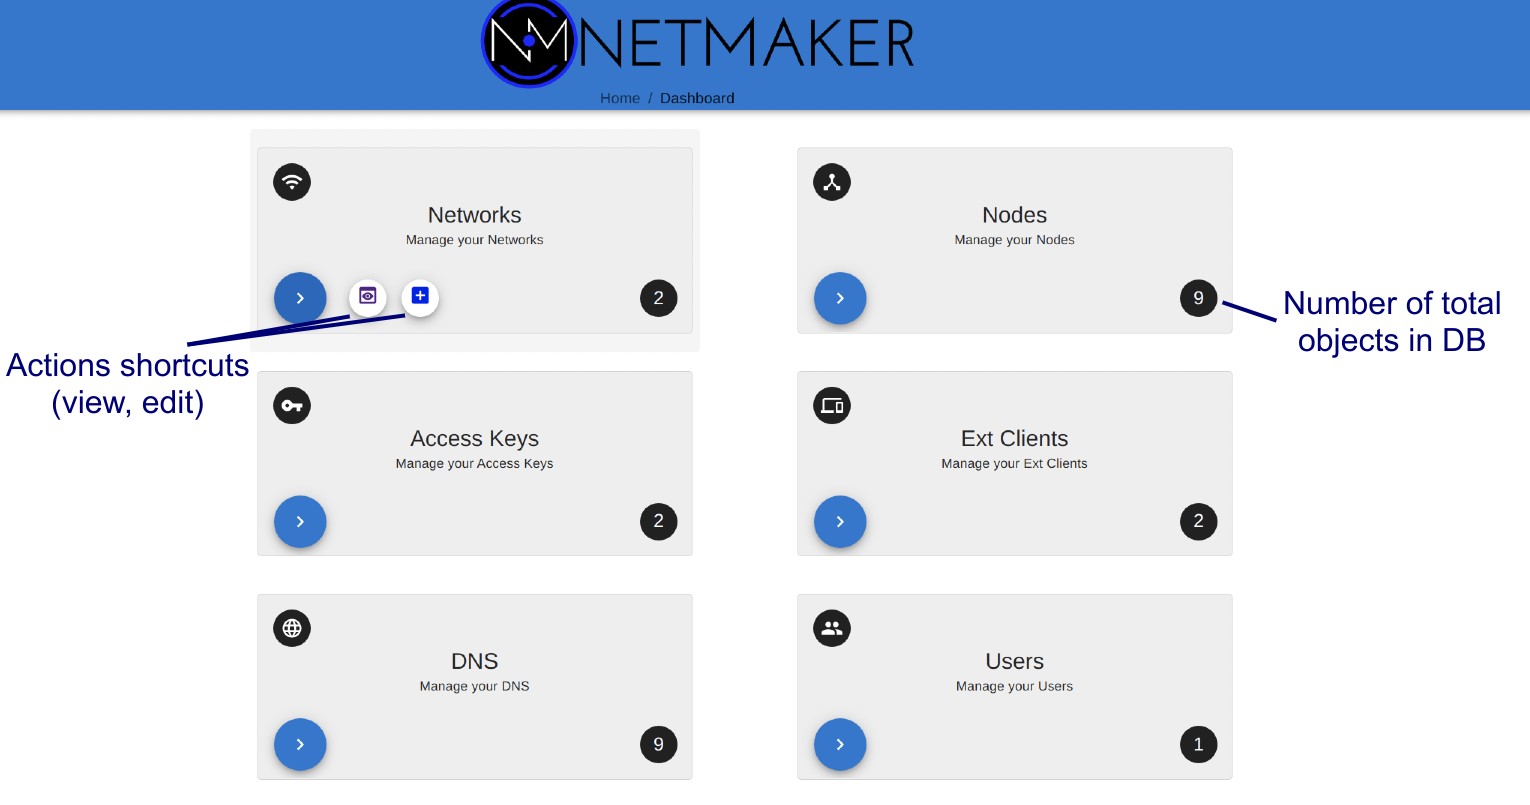 NM NETMAKER
Home / Dashboard
Networks
Manage your Networks
2
Nodes
Manage your Nodes
9
Number of total
objects in DB
Actions shortcuts
(view, edit)
Access Keys
Manage your Access Keys
2
Ext Clients
Manage your Ext Clients
2
DNS
Manage your DNS
9
Users
Manage your Users
1